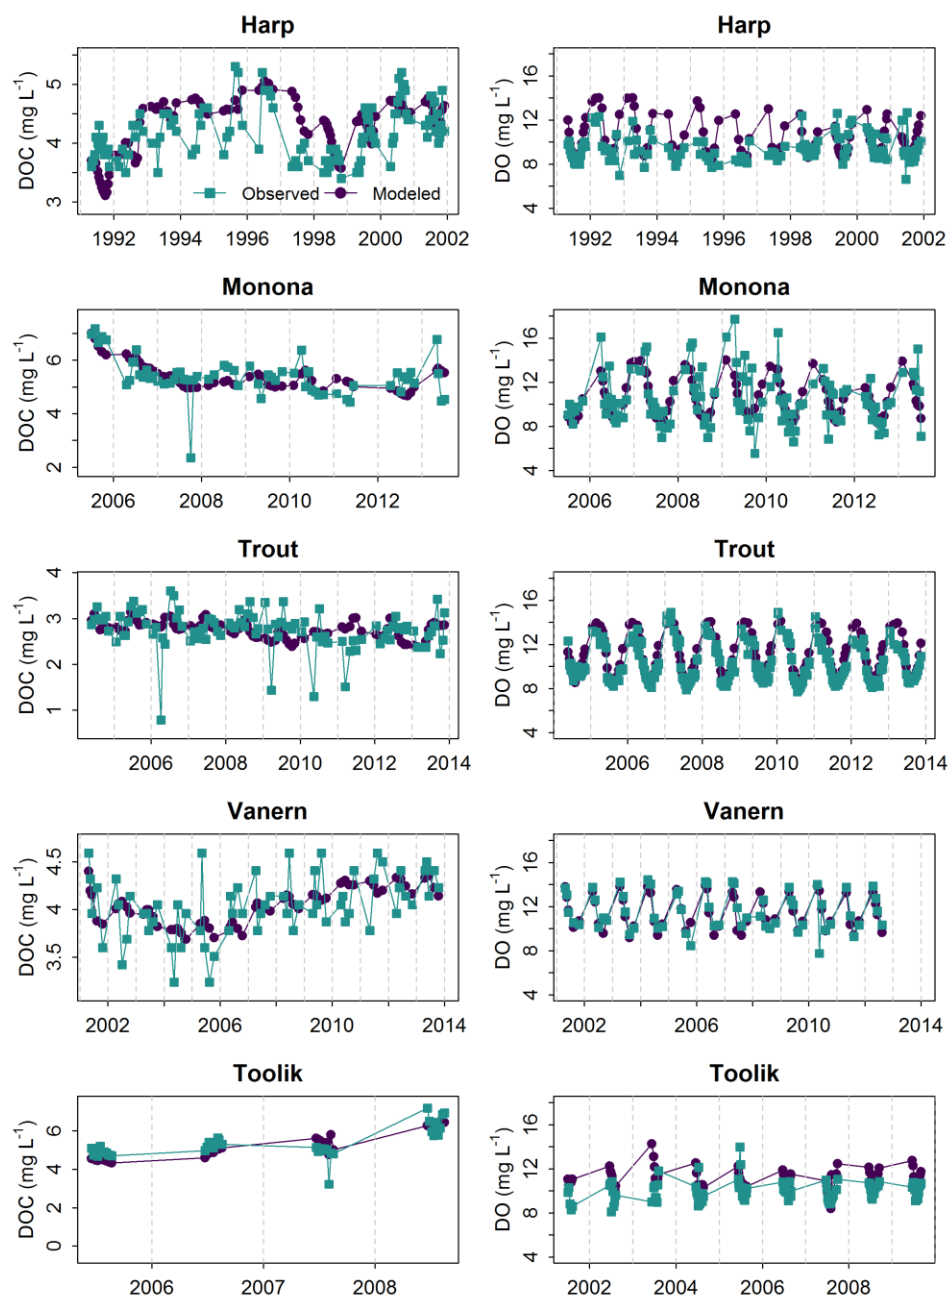 Harp
Harp
DOC (mg L⁻¹)
3 4 5
Observed Modeled
1992 1994 1996 1998 2000 2002
DO (mg L⁻¹)
4 8 12 16
1992 1994 1996 1998 2000 2002
Monona
Monona
DOC (mg L⁻¹)
2 4 6
2006 2008 2010 2012
DO (mg L⁻¹)
4 8 12 16
2006 2008 2010 2012
Trout
Trout
DOC (mg L⁻¹)
1 2 3 4
2006 2008 2010 2012 2014
DO (mg L⁻¹)
4 8 12 16
2006 2008 2010 2012 2014
Vanern
Vanern
DOC (mg L⁻¹)
3.5 4 4.5
2002 2006 2010 2014
DO (mg L⁻¹)
4 8 12 16
2002 2006 2010 2014
Toolik
Toolik
DOC (mg L⁻¹)
0 2 4 6
2006 2007 2008
DO (mg L⁻¹)
4 8 12 16
2002 2004 2006 2008